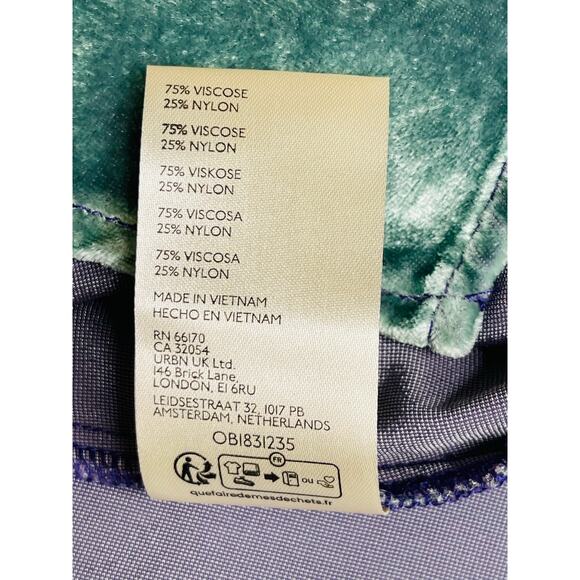 75% VISCOSE
25% NYLON
75% VISCOSE
25% NYLON
75% VISKOSE
25% NYLON
75% VISCOSA
25% NYLON
75% VISCOSA
25% NYLON
MADE IN VIETNAM
HECHO EN VIETNAM
RN 66170
CA 32054
URBN UK Ltd.
146 Brick Lane,
LONDON, E1 6RU
LEIDSESTRAAT 32, 1017 PB
AMSTERDAM, NETHERLANDS
OB1831235
FR
OU
quefairedemesdechets.fr